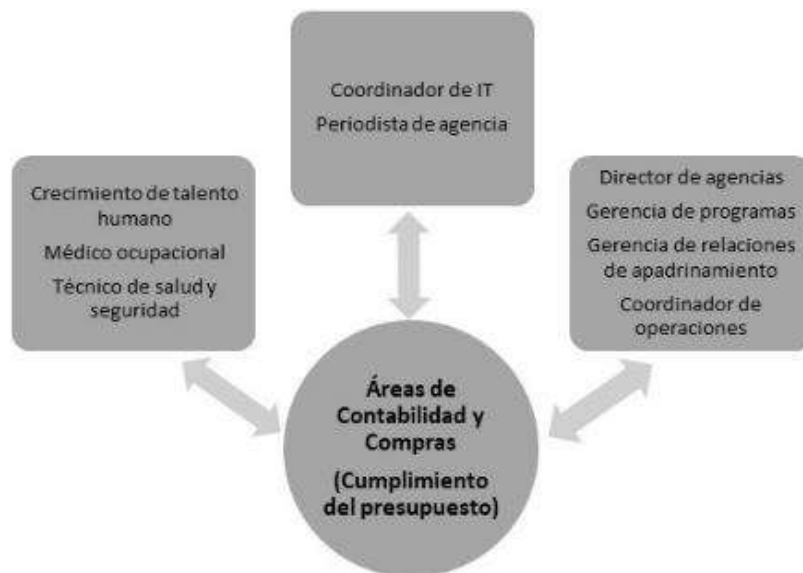 Coordinador de IT
Periodista de agencia
Crecimiento de talento
humano
Médico ocupacional
Técnico de salud y
seguridad
Director de agencias
Gerencia de programas
Gerencia de relaciones
de apadrinamiento
Coordinador de
operaciones
Áreas de
Contabilidad y
Compras
(Cumplimiento
del presupuesto)